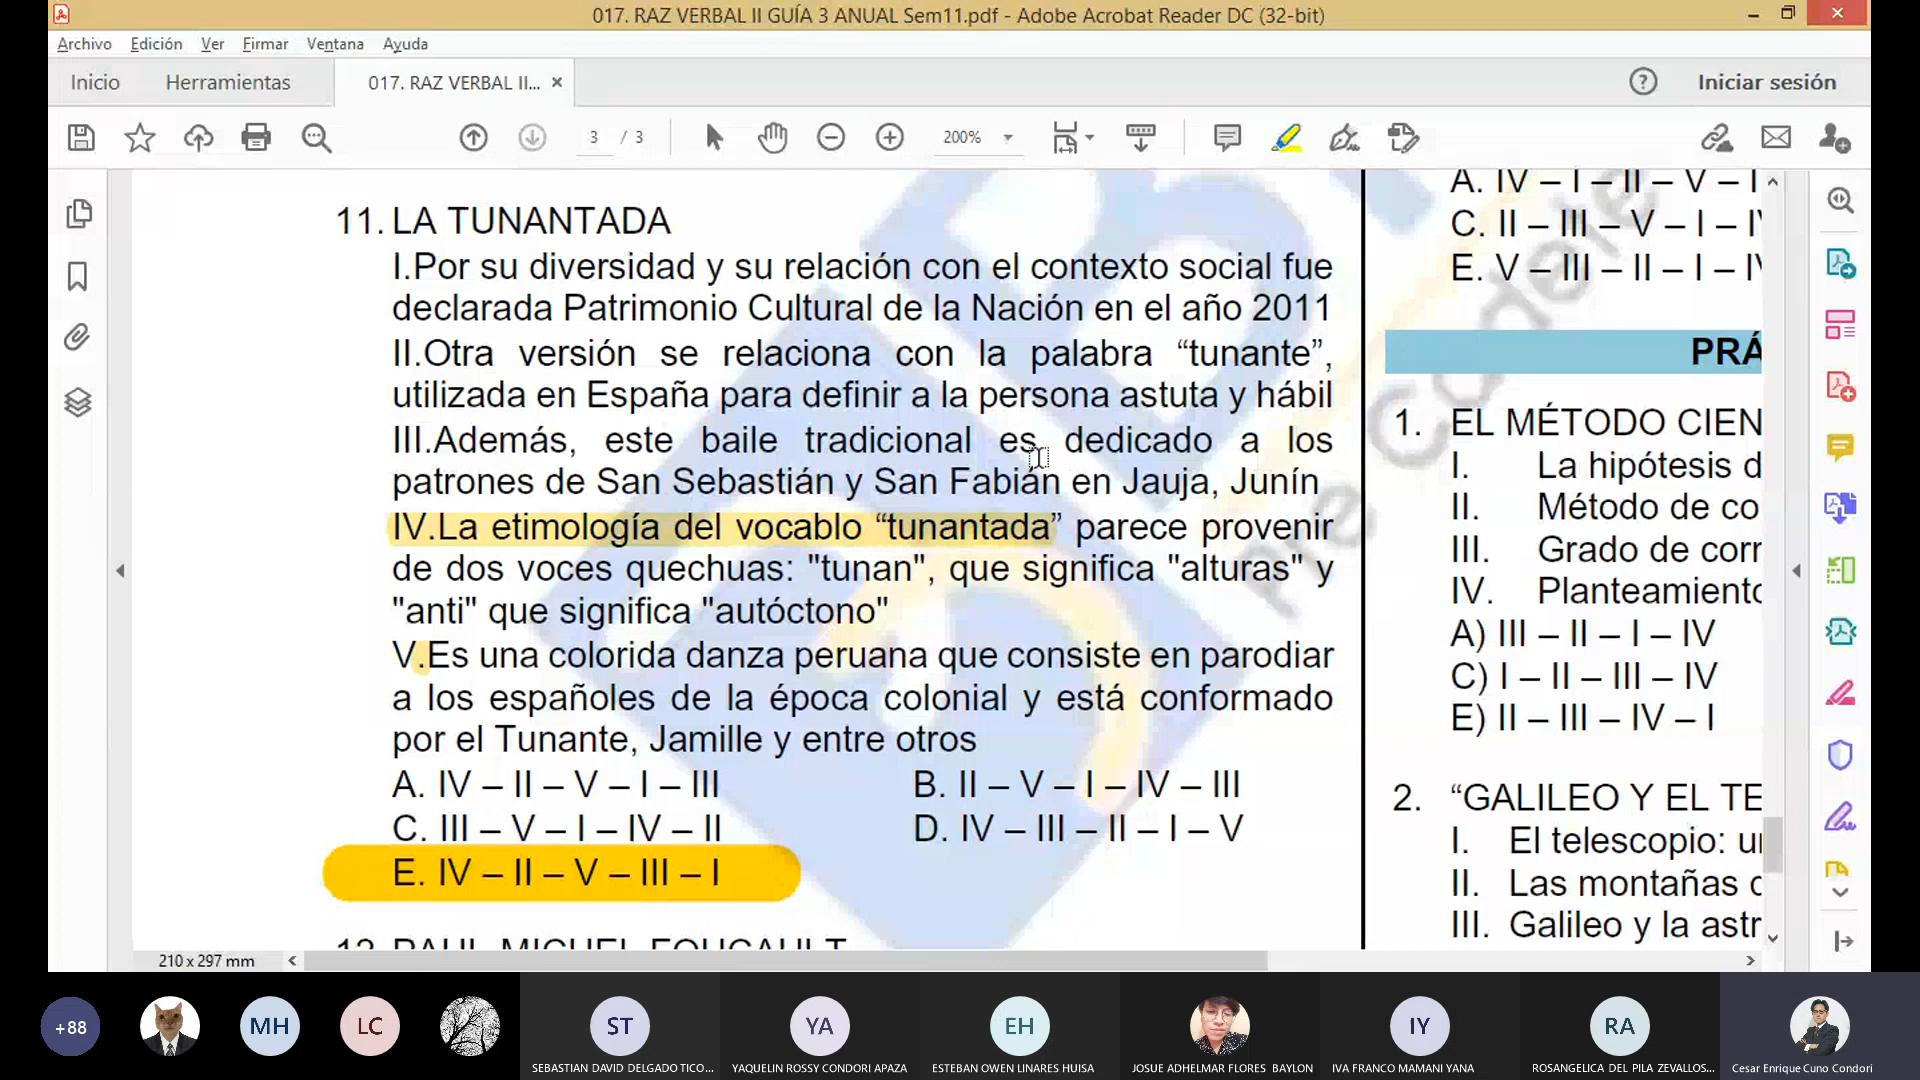 017. RAZ VERBAL II GUÍA 3 ANUAL Sem11.pdf - Adobe Acrobat Reader DC (32-bit)
Archivo Edición Ver Firmar Ventana Ayuda
Inicio Herramientas 017. RAZ VERBAL II... × Iniciar sesión
3 / 3 200%
11. LA TUNANTADA
I.Por su diversidad y su relación con el contexto social fue
declarada Patrimonio Cultural de la Nación en el año 2011
II.Otra versión se relaciona con la palabra “tunante”,
utilizada en España para definir a la persona astuta y hábil
III.Además, este baile tradicional es dedicado a los
patrones de San Sebastián y San Fabián en Jauja, Junín
IV.La etimología del vocablo “tunantada” parece provenir
de dos voces quechuas: "tunan", que significa "alturas" y
"anti" que significa "autóctono"
V.Es una colorida danza peruana que consiste en parodiar
a los españoles de la época colonial y está conformado
por el Tunante, Jamille y entre otros
A. IV – II – V – I – III B. II – V – I – IV – III
C. III – V – I – IV – II D. IV – III – II – I – V
E. IV – II – V – III – I
12. RAUL MIGUEL FOUCAULT
A. IV – I – II – V – I
C. II – III – V – I – IV
E. V – III – II – I – IV
PRÁ
1. EL MÉTODO CIEN
I. La hipótesis d
II. Método de co
III. Grado de corr
IV. Planteamiento
A) III – II – I – IV
C) I – II – III – IV
E) II – III – IV – I
2. “GALILEO Y EL TE
I. El telescopio: u
II. Las montañas
III. Galileo y la astr
Pre Cadete
210 x 297 mm
+88 MH LC ST YA EH IY RA
SEBASTIAN DAVID DELGADO TICO... YAQUELIN ROSSY CONDORI APAZA ESTEBAN OWEN LINARES HUISA JOSUE ADHELMAR FLORES BAYLON IVA FRANCO MAMANI YANA ROSANGELICA DEL PILA ZEVALLOS... Cesar Enrique Cuno Condori